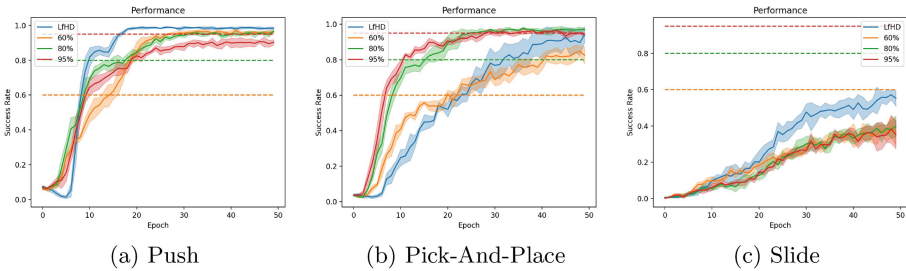 Performance
Success Rate
1.0
0.8
0.6
0.4
0.2
0.0
LfHD
60%
80%
95%
0 10 20 30 40 50
Epoch
(a) Push
Performance
Success Rate
1.0
0.8
0.6
0.4
0.2
0.0
LfHD
60%
80%
95%
0 10 20 30 40 50
Epoch
(b) Pick-And-Place
Performance
Success Rate
0.8
0.6
0.4
0.2
0.0
LfHD
60%
80%
95%
0 10 20 30 40 50
Epoch
(c) Slide